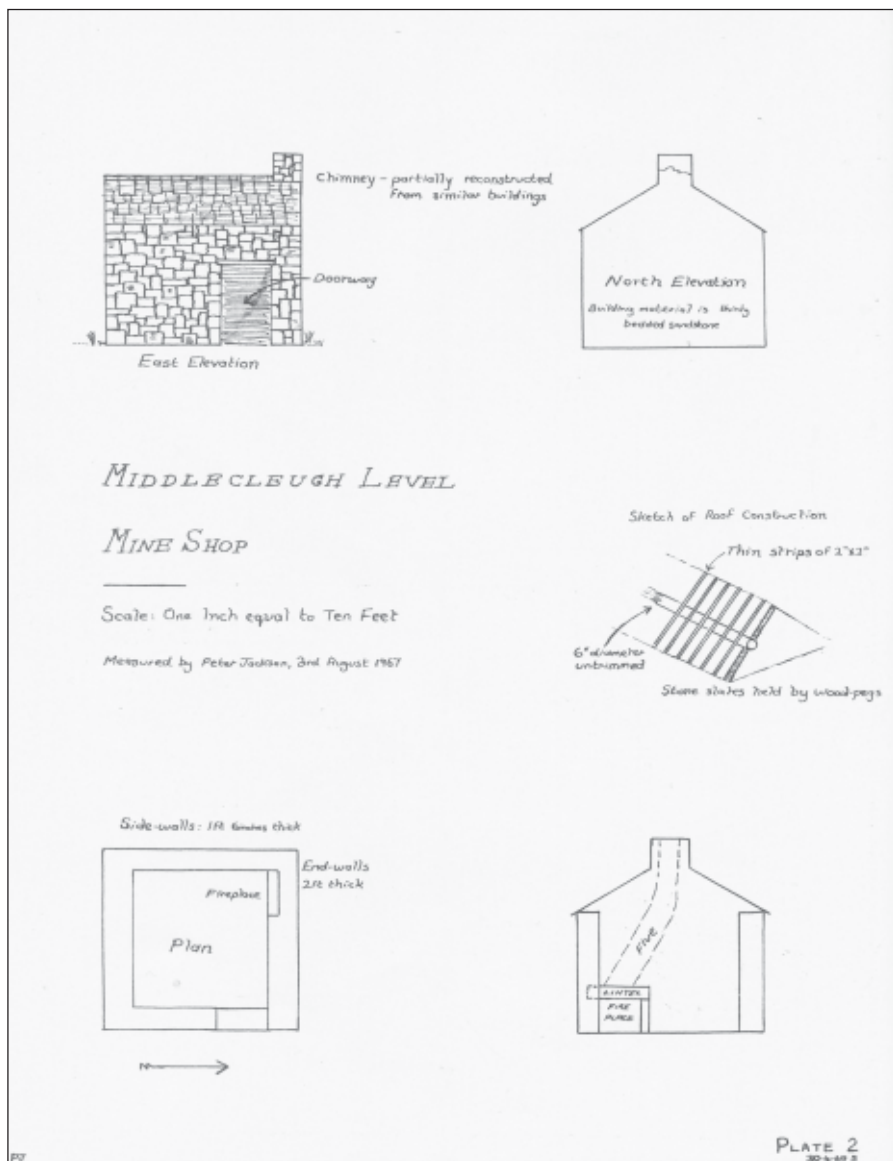 Chimney - partially reconstructed
from similar buildings
Doorway
East Elevation
North Elevation
Building material is thinly
bedded sandstone
MIDDLECLEUGH LEVEL
MINE SHOP
Scale: One Inch equal to Ten Feet
Measured by Peter Jackson, 3rd August 1967
Sketch of Roof Construction
Thin strips of 2"x2"
6" diameter
untrimmed
Stone slates held by wood-pegs
Side-walls: 1ft thick
End-walls
2ft thick
Fireplace
Plan
N
FLUE
LINTEL
FIRE
PLACE
PLATE 2
PJ